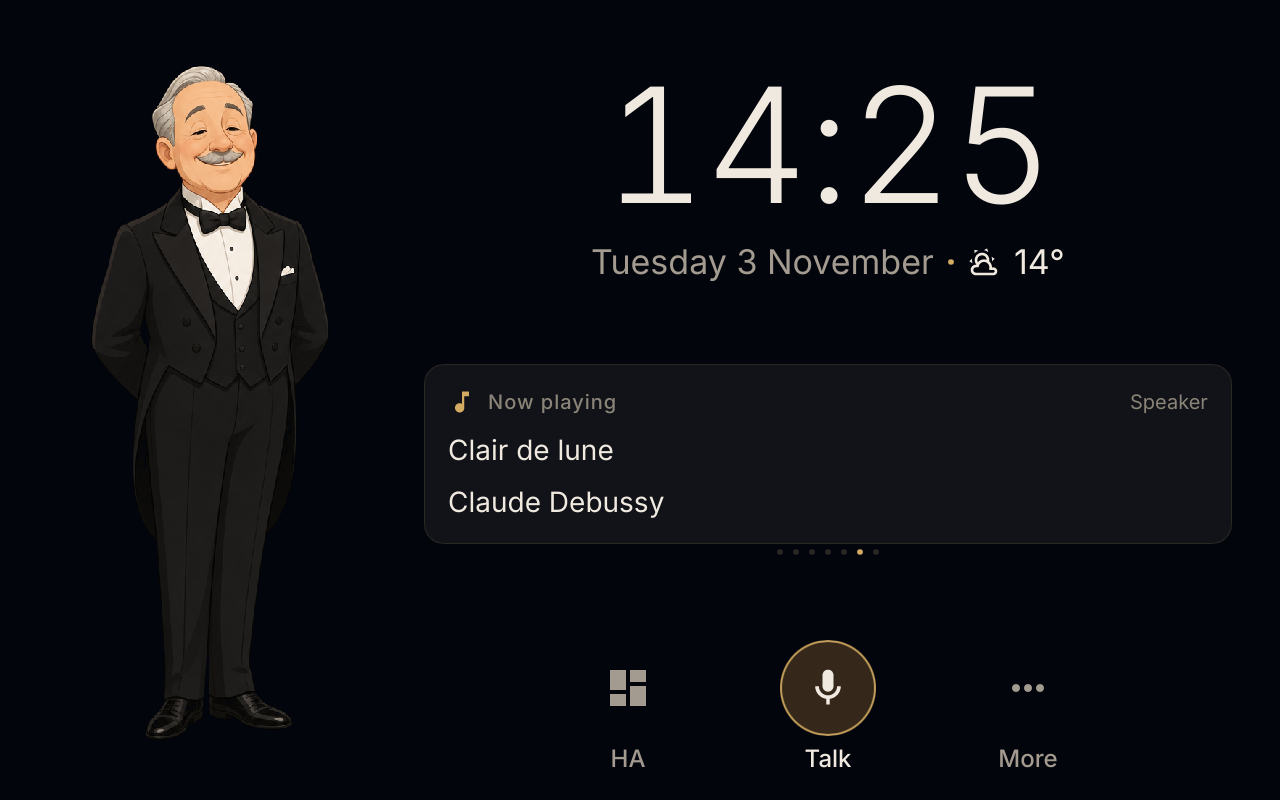 14:25
Tuesday 3 November • 14°
Now playing
Speaker
Clair de lune
Claude Debussy
HA
Talk
More